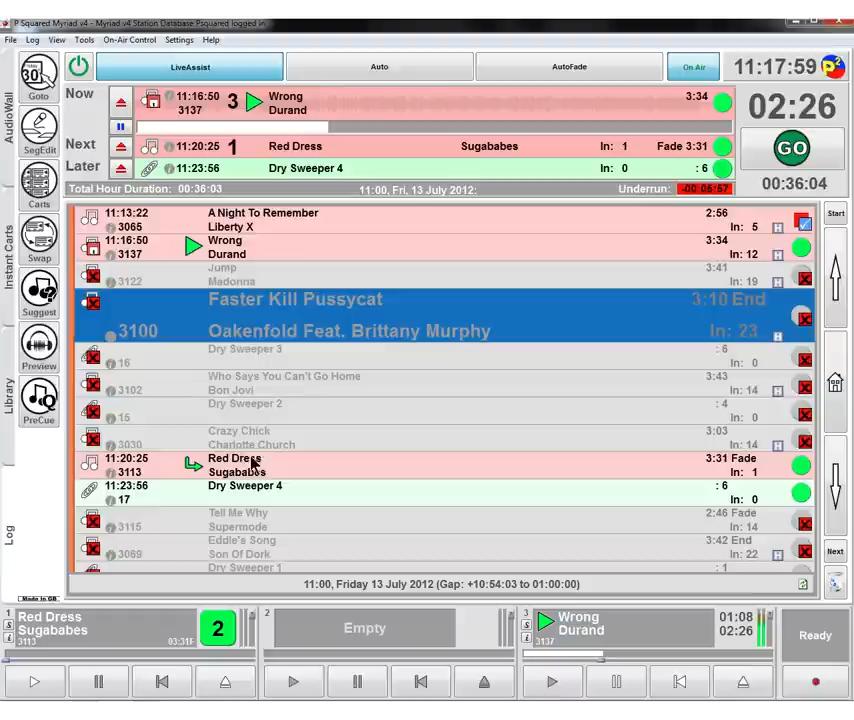 P Squared Myriad v4 - Myriad v4 Station Database Psquared logged in
File Log View Tools On-Air Control Settings Help
AudioWall
Instant Carts
Library
Log
30
Goto
SegEdit
Carts
Swap
Suggest
Preview
PreCue
Made in GB
LiveAssist Auto AutoFade On Air 11:17:59
Now 11:16:50 3 Wrong 3:34
3137 Durand
02:26
Next 11:20:25 1 Red Dress Sugababes In: 1 Fade 3:31
GO
Later 11:23:56 Dry Sweeper 4 In: 0 : 6
Total Hour Duration: 00:36:03 11:00, Fri, 13 July 2012: Underrun: -00:05:57 00:36:04
11:13:22 A Night To Remember 2:56
3065 Liberty X In: 5 H
11:16:50 Wrong 3:34
3137 Durand In: 12 H
Jump 3:41
3122 Madonna In: 19 H
Faster Kill Pussycat 3:10 End
3100 Oakenfold Feat. Brittany Murphy In: 23 H
Dry Sweeper 3 : 6
16 In: 0
Who Says You Can't Go Home 3:43
3102 Bon Jovi In: 14 H
Dry Sweeper 2 : 4
15 In: 0
Crazy Chick 3:03
3030 Charlotte Church In: 14 H
11:20:25 Red Dress 3:31 Fade
3113 Sugababes In: 1
11:23:56 Dry Sweeper 4 : 6
17 In: 0
Tell Me Why 2:46 Fade
3115 Supermode In: 14
Eddie's Song 3:42 End
3069 Son Of Dork In: 22 H
Dry Sweeper 1 : 1
Start
Next
11:00, Friday 13 July 2012 (Gap: +10:54:03 to 01:00:00)
1 Red Dress
S Sugababes 2
i 3113 03:31F
2 Empty
3 Wrong 01:08
S Durand 02:26
i 3137
Ready